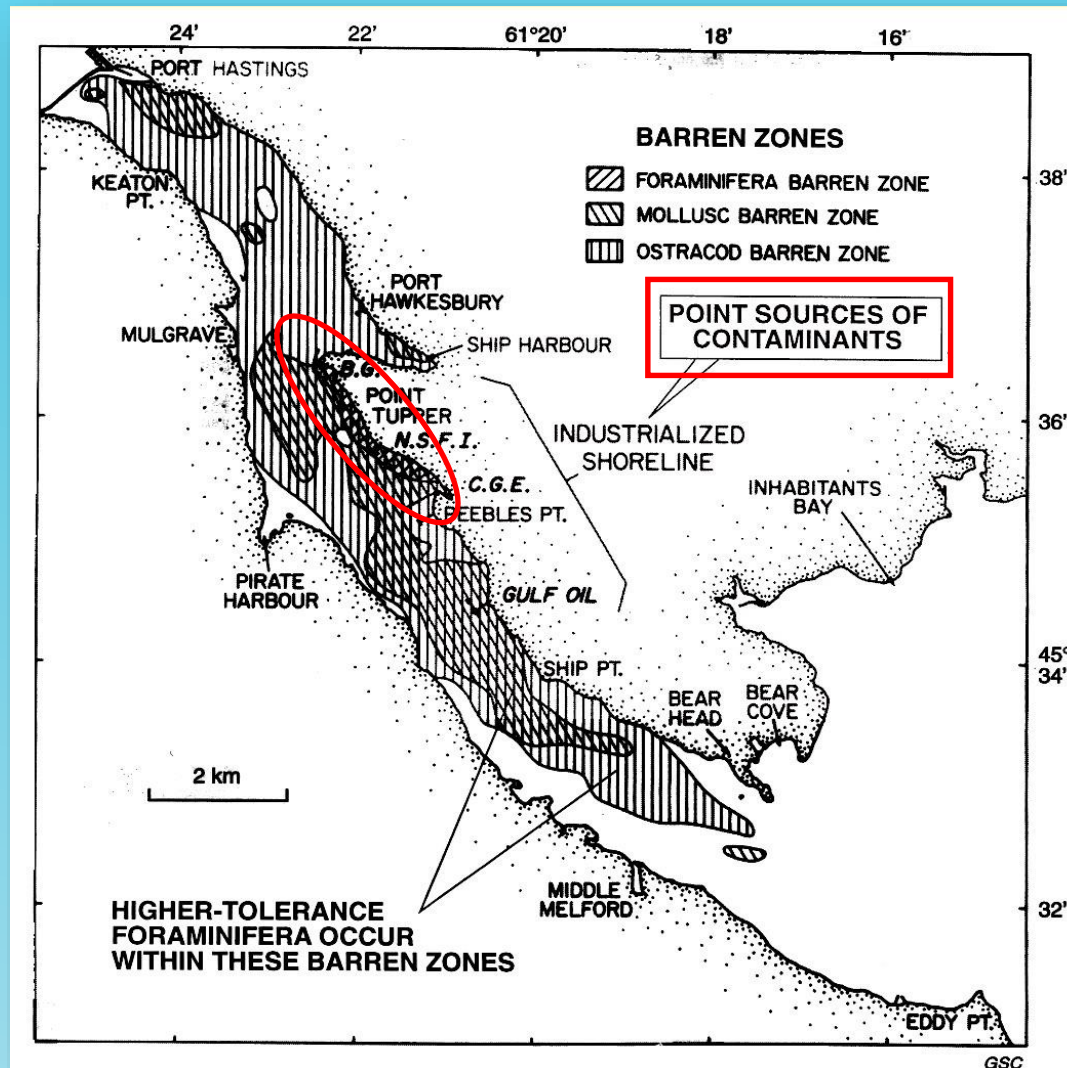 24'
22'
61°20'
18'
16'
PORT HASTINGS
KEATON
PT.
BARREN ZONES
FORAMINIFERA BARREN ZONE
MOLLUSC BARREN ZONE
OSTRACOD BARREN ZONE
38'
PORT
HAWKESBURY
MULGRAVE
SHIP HARBOUR
POINT SOURCES OF
CONTAMINANTS
B.G.
POINT
TUPPER
N.S.F.I.
C.G.E.
PEEBLES PT.
INDUSTRIALIZED
SHORELINE
36'
INHABITANTS
BAY
PIRATE
HARBOUR
GULF OIL
SHIP PT.
BEAR
HEAD
BEAR
COVE
45°
34'
2 km
MIDDLE
MELFORD
HIGHER-TOLERANCE
FORAMINIFERA OCCUR
WITHIN THESE BARREN ZONES
32'
EDDY PT.
GSC